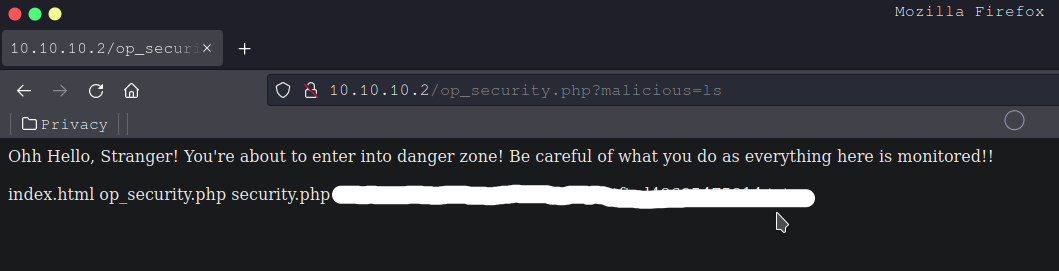 Mozilla Firefox
10.10.10.2/op_securi
10.10.10.2/op_security.php?malicious=ls
Privacy
Ohh Hello, Stranger! You're about to enter into danger zone! Be careful of what you do as everything here is monitored!!
index.html op_security.php security.php